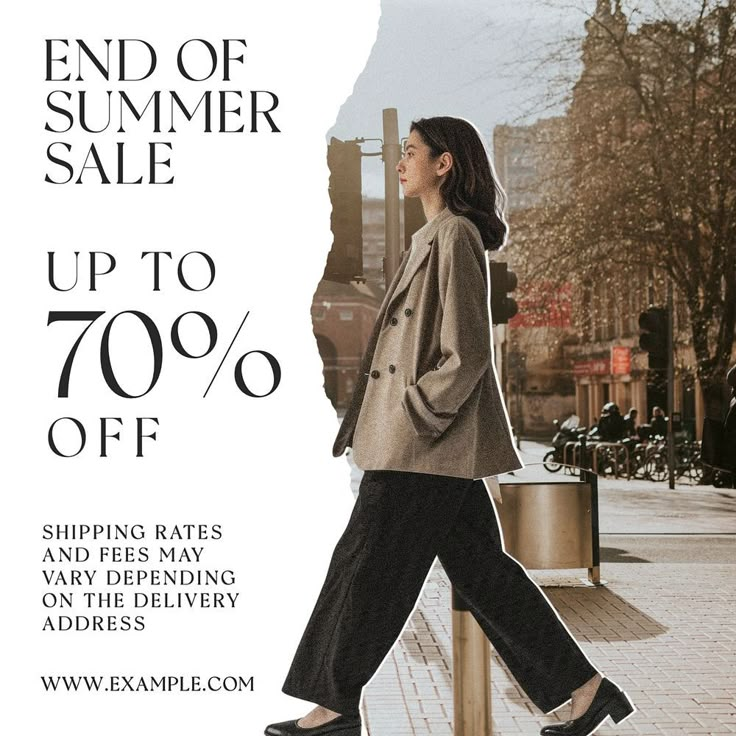 END OF
SUMMER
SALE
UP TO
70%
OFF
SHIPPING RATES
AND FEES MAY
VARY DEPENDING
ON THE DELIVERY
ADDRESS
WWW.EXAMPLE.COM